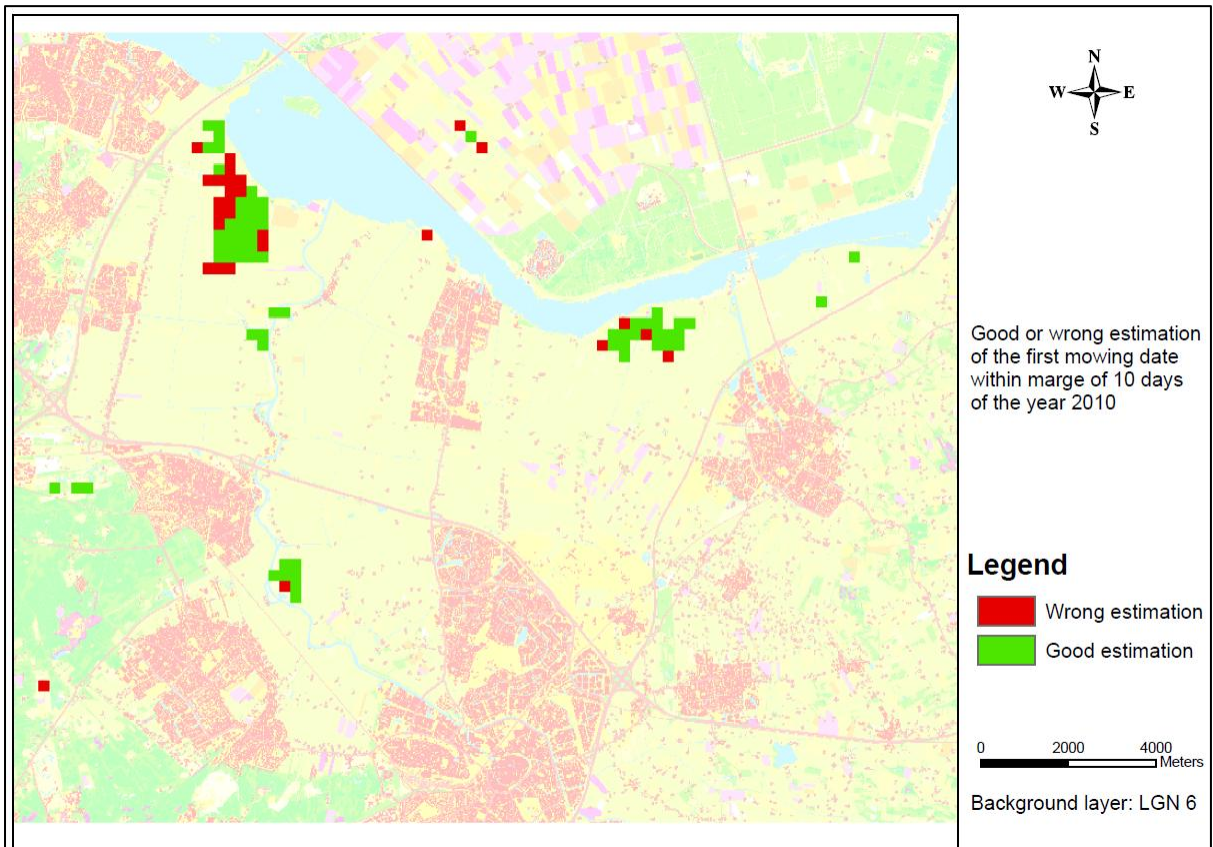 N
W E
S
Good or wrong estimation
of the first mowing date
within marge of 10 days
of the year 2010
Legend
Wrong estimation
Good estimation
0 2000 4000
Meters
Background layer: LGN 6